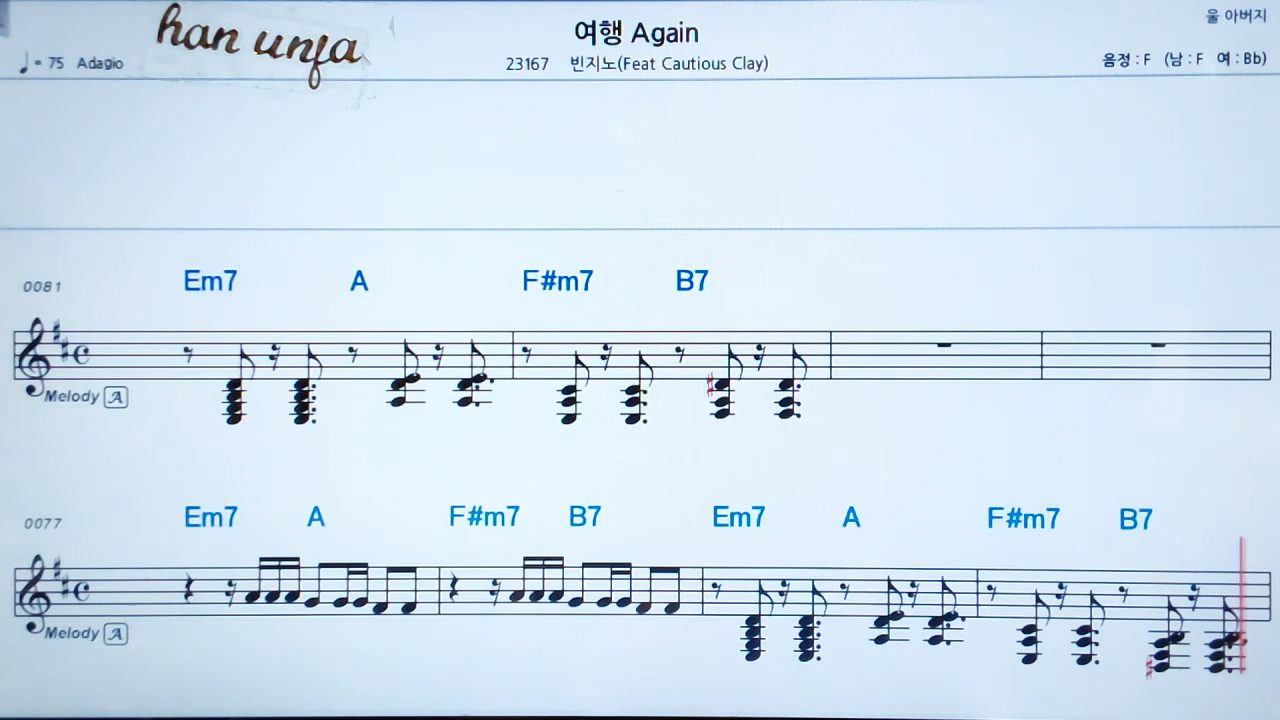 han unfa
여행 Again
울 아버지
♩= 75 Adagio
23167 빈지노(Feat Cautious Clay)
음정 : F (남 : F 여 : Bb)
0081
Em7 A F#m7 B7
Melody A
0077
Em7 A F#m7 B7 Em7 A F#m7 B7
Melody A